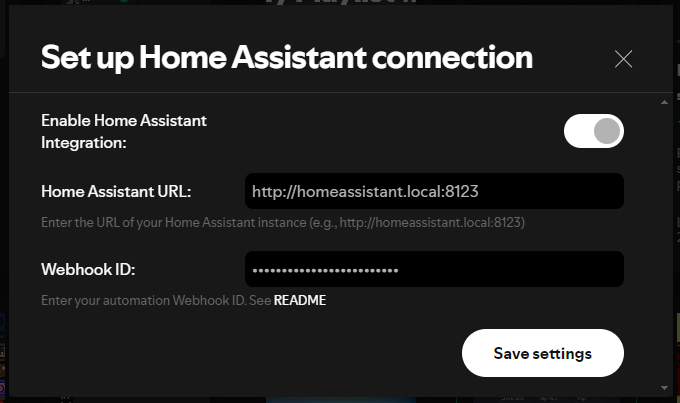 Set up Home Assistant connection
Enable Home Assistant
Integration:
Home Assistant URL:
http://homeassistant.local:8123
Enter the URL of your Home Assistant instance (e.g., http://homeassistant.local:8123)
Webhook ID:
•••••••••••••••••••••••••
Enter your automation Webhook ID. See README
Save settings